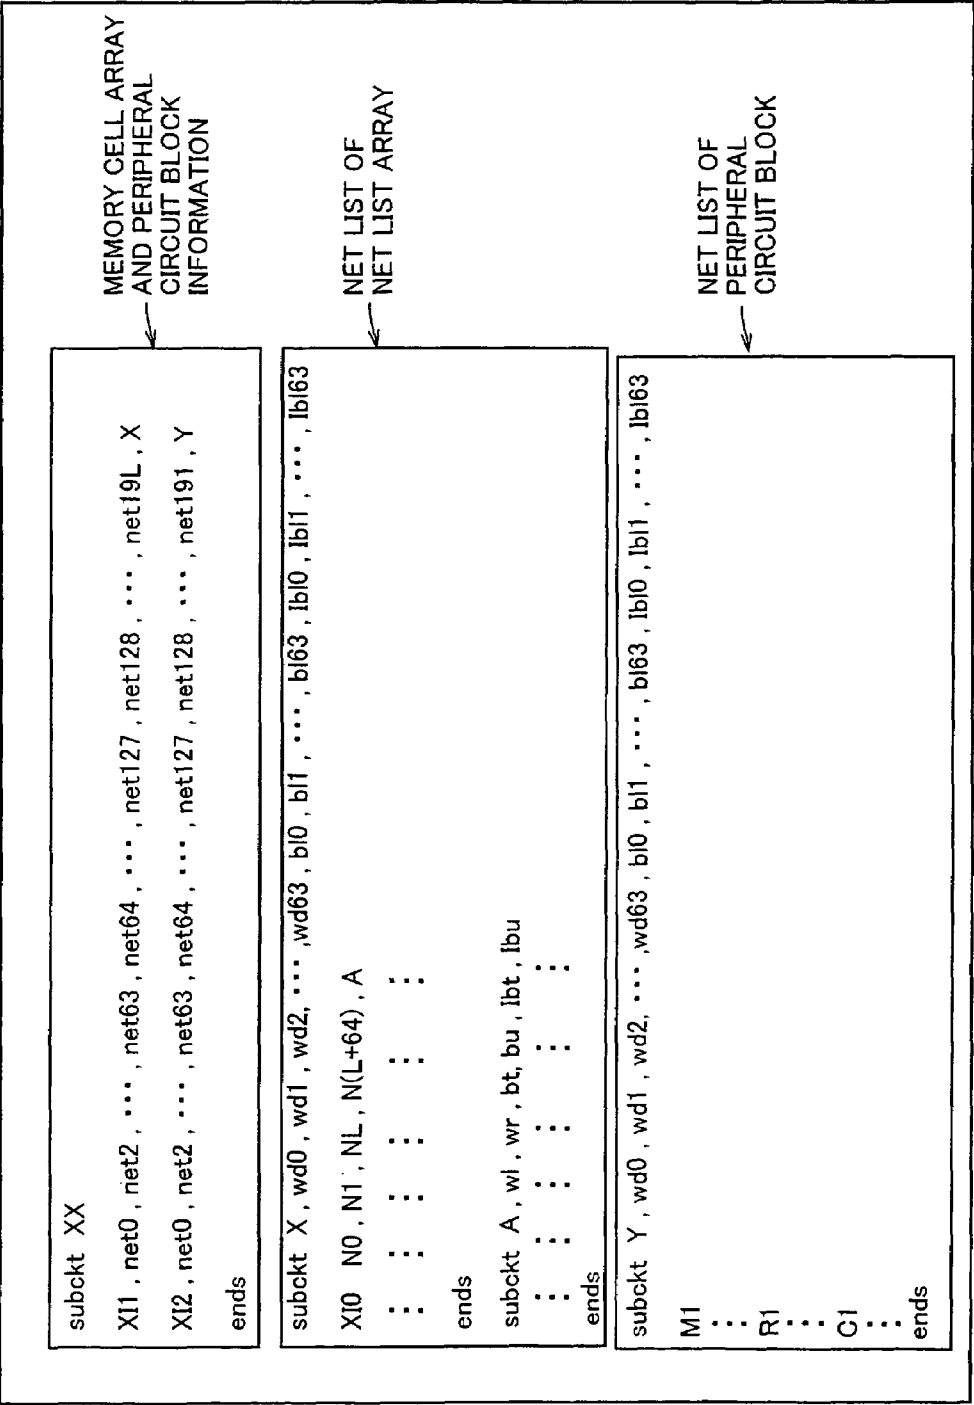 subckt XX
XI1 , net0 , net2 , ••• , net63 , net64 , ••• , net127 , net128 , ••• , net19L , X
XI2 , net0 , net2 , ••• , net63 , net64 , ••• , net127 , net128 , ••• , net191 , Y
ends
MEMORY CELL ARRAY
AND PERIPHERAL
CIRCUIT BLOCK
INFORMATION
subckt X , wd0 , wd1 , wd2, ••• ,wd63 , bl0 , bl1 , ••• , bl63 , lbl0 , lbl1 , ••• , lbl63
XI0 N0 , N1 , NL , N(L+64) , A
⋮ ⋮ ⋮ ⋮ ⋮ ⋮
ends
subckt A , wl , wr , bt, bu , lbt , lbu
⋮ ⋮ ⋮ ⋮ ⋮ ⋮
ends
NET LIST OF
NET LIST ARRAY
subckt Y , wd0 , wd1 , wd2, ••• ,wd63 , bl0 , bl1 , ••• , bl63 , lbl0 , lbl1 , ••• , lbl63
M1
⋮
R1
⋮
C1
⋮
ends
NET LIST OF
PERIPHERAL
CIRCUIT BLOCK